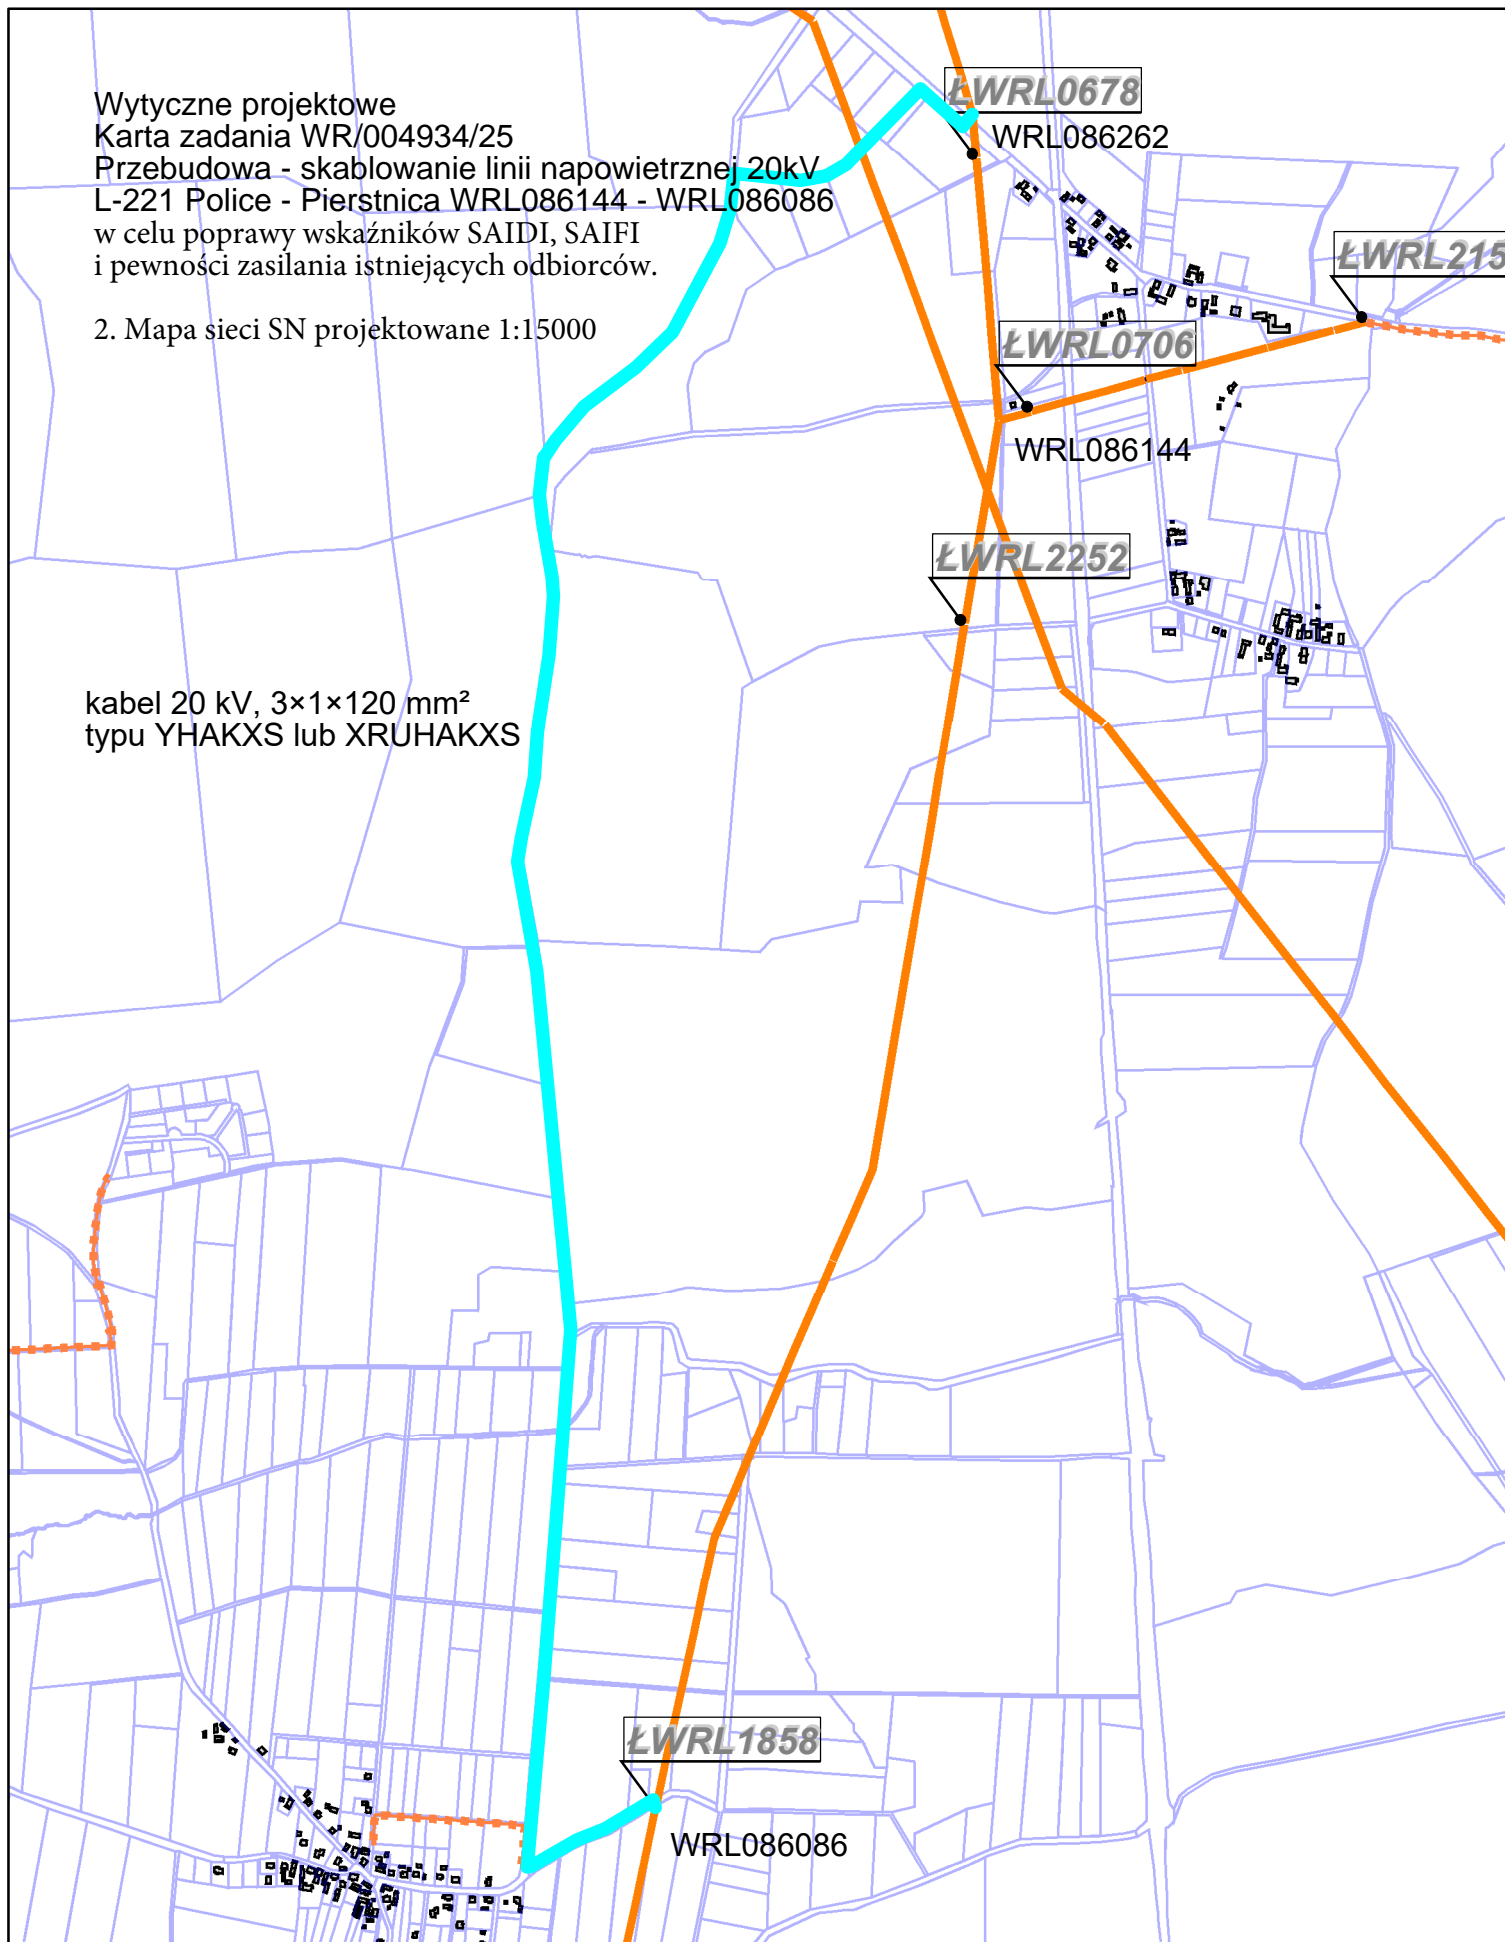 Wytyczne projektowe
Karta zadania WR/004934/25
Przebudowa - skablowanie linii napowietrznej 20kV
L-221 Police - Pierstnica WRL086144 - WRL086086
w celu poprawy wskaźników SAIDI, SAIFI
i pewności zasilania istniejących odbiorców.
2. Mapa sieci SN projektowane 1:15000
ŁWRL0678
WRL086262
ŁWRL215
ŁWRL0706
WRL086144
ŁWRL2252
kabel 20 kV, 3×1×120 mm²
typu YHAKXS lub XRUHAKXS
ŁWRL1858
WRL086086